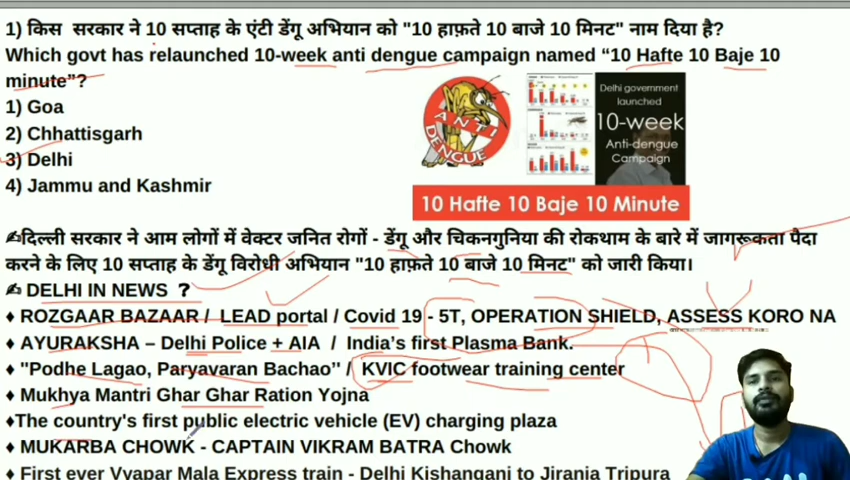 1) किस सरकार ने 10 सप्ताह के एंटी डेंगू अभियान को "10 हाफ़ते 10 बाजे 10 मिनट" नाम दिया है?
Which govt has relaunched 10-week anti dengue campaign named “10 Hafte 10 Baje 10
minute”?
1) Goa
2) Chhattisgarh
3) Delhi
4) Jammu and Kashmir
ANTI
DENGUE
Delhi government
launched
10-week
Anti-dengue
Campaign
10 Hafte 10 Baje 10 Minute
✍दिल्ली सरकार ने आम लोगों में वेक्टर जनित रोगों - डेंगू और चिकनगुनिया की रोकथाम के बारे में जागरूकता पैदा
करने के लिए 10 सप्ताह के डेंगू विरोधी अभियान "10 हाफ़ते 10 बाजे 10 मिनट" को जारी किया।
✍ DELHI IN NEWS ?
♦ ROZGAAR BAZAAR / LEAD portal / Covid 19 - 5T, OPERATION SHIELD, ASSESS KORO NA
♦ AYURAKSHA – Delhi Police + AIA / India’s first Plasma Bank.
♦ "Podhe Lagao, Paryavaran Bachao’’ / KVIC footwear training center
♦ Mukhya Mantri Ghar Ghar Ration Yojna
♦The country's first public electric vehicle (EV) charging plaza
♦ MUKARBA CHOWK - CAPTAIN VIKRAM BATRA Chowk
♦ First ever Vyapar Mala Express train - Delhi Kishanganj to Jirania Tripura